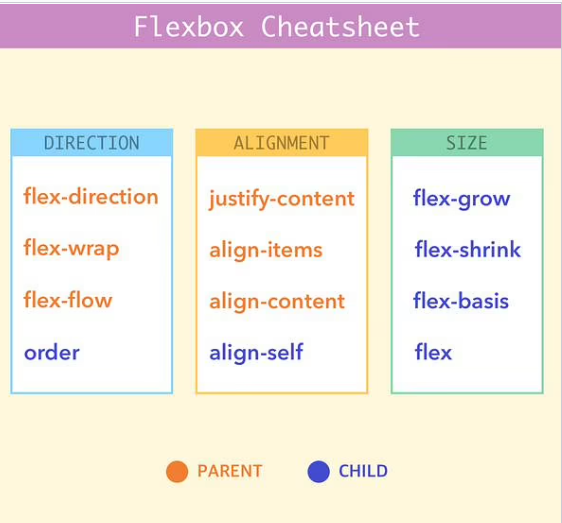 Flexbox Cheatsheet
DIRECTION
flex-direction
flex-wrap
flex-flow
order
ALIGNMENT
justify-content
align-items
align-content
align-self
SIZE
flex-grow
flex-shrink
flex-basis
flex
PARENT
CHILD